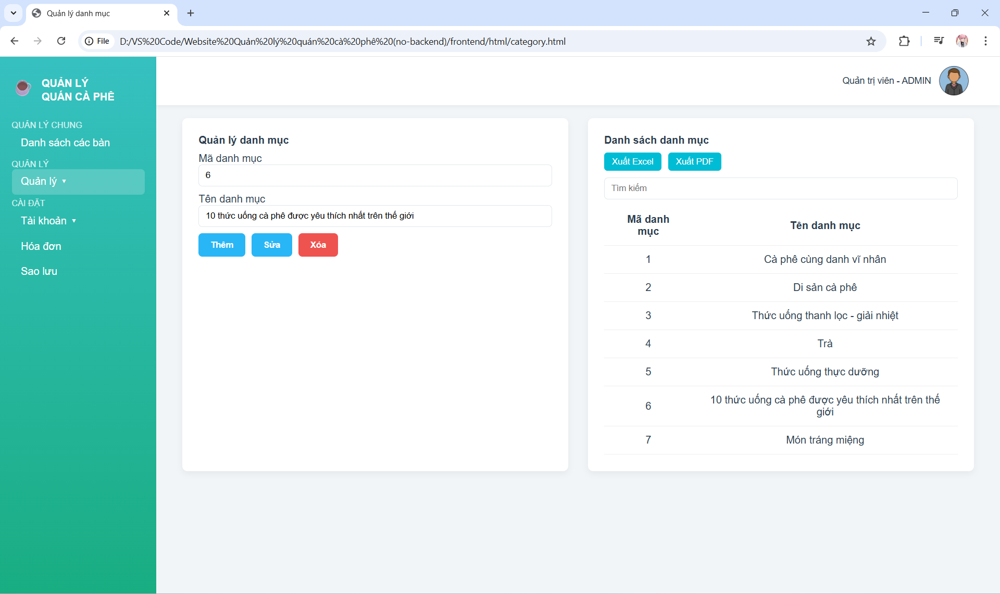 Quản lý danh mục
File
D:/VS%20Code/Website%20Quản%20lý%20quán%20cà%20phê%20(no-backend)/frontend/html/category.html
QUẢN LÝ
QUÁN CÀ PHÊ
QUẢN LÝ CHUNG
Danh sách các bàn
QUẢN LÝ
Quản lý ▾
CÀI ĐẶT
Tài khoản ▾
Hóa đơn
Sao lưu
Quản trị viên - ADMIN
Quản lý danh mục
Mã danh mục
6
Tên danh mục
10 thức uống cà phê được yêu thích nhất trên thế giới
Thêm Sửa Xóa
Danh sách danh mục
Xuất Excel Xuất PDF
Tìm kiếm
Mã danh
mục
Tên danh mục
1 Cà phê cùng danh vĩ nhân
2 Di sản cà phê
3 Thức uống thanh lọc - giải nhiệt
4 Trà
5 Thức uống thực dưỡng
6 10 thức uống cà phê được yêu thích nhất trên thế
giới
7 Món tráng miệng